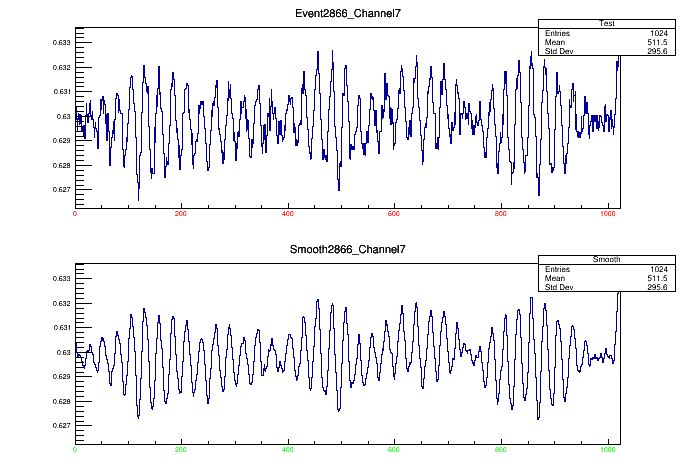 Event2866_Channel7
Test
Entries 1024
Mean 511.5
Std Dev 295.6
0.633
0.632
0.631
0.63
0.629
0.628
0.627
0 200 400 600 800 1000
Smooth2866_Channel7
Smooth
Entries 1024
Mean 511.5
Std Dev 295.6
0.633
0.632
0.631
0.63
0.629
0.628
0.627
0 200 400 600 800 1000